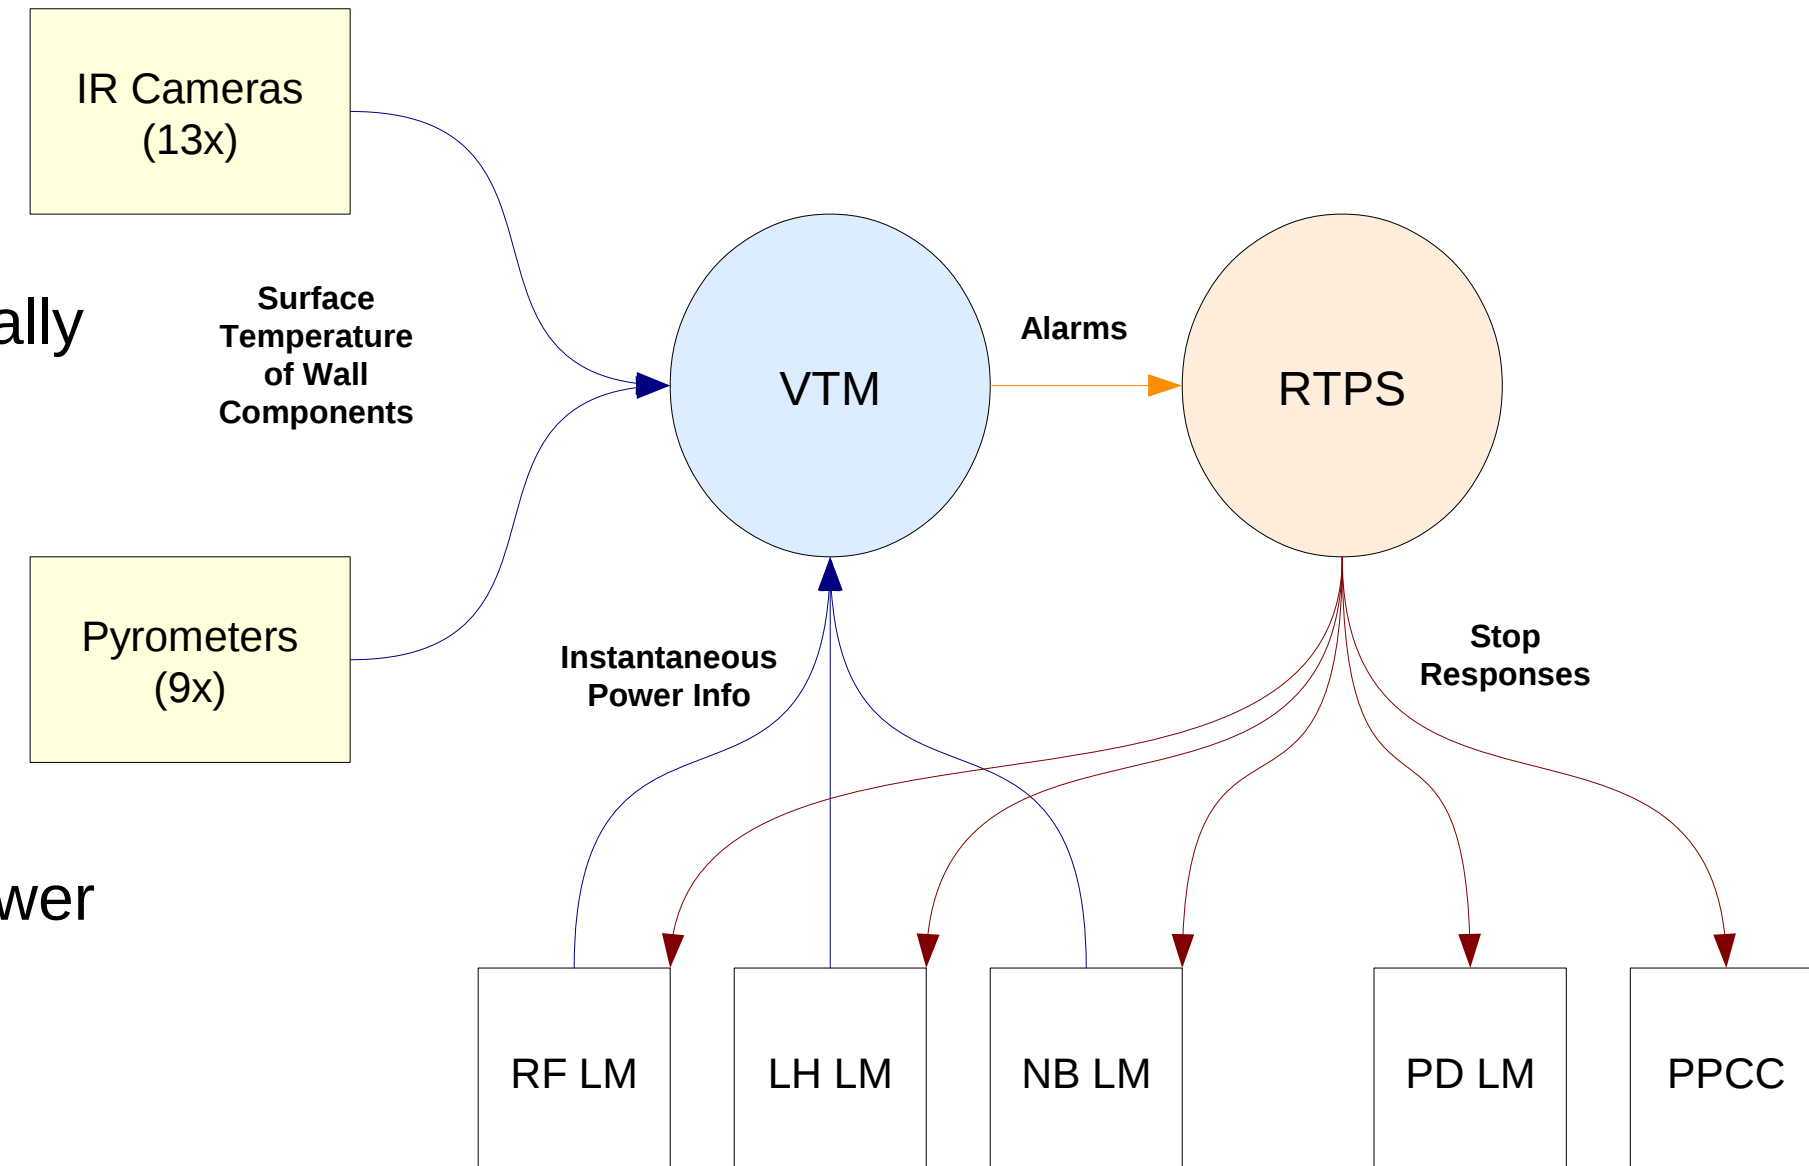 IR Cameras
(13x)
ally
Surface
Temperature
of Wall
Components
Alarms
VTM
RTPS
Pyrometers
(9x)
Instantaneous
Power Info
Stop
Responses
wer
RF LM
LH LM
NB LM
PD LM
PPCC